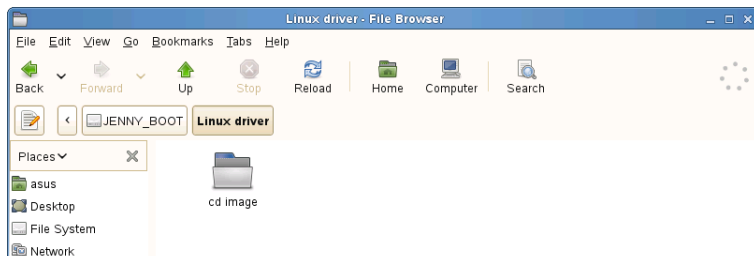 Linux driver - File Browser
File Edit View Go Bookmarks Tabs Help
Back Forward Up Stop Reload Home Computer Search
JENNY_BOOT Linux driver
Places
asus
Desktop
File System
Network
cd image